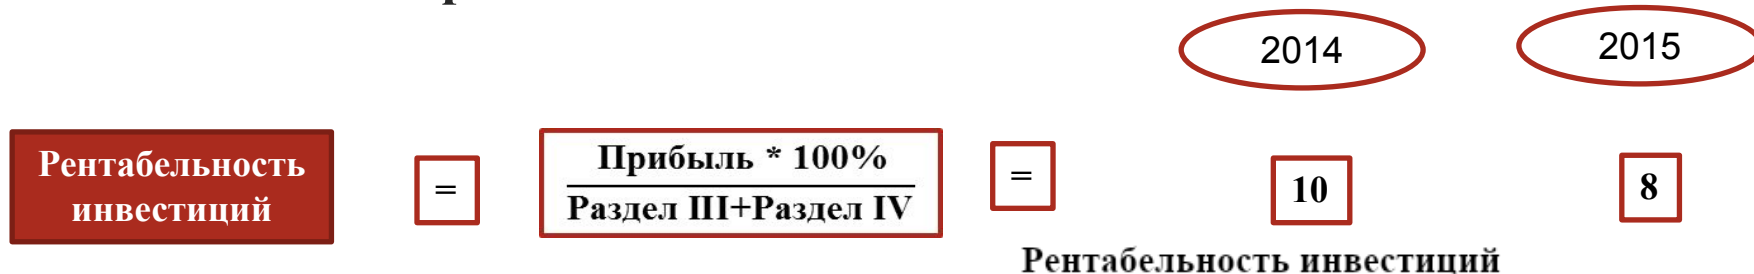 2014 2015
Рентабельность
инвестиций
=
Прибыль * 100%
Раздел III+Раздел IV
=
10
8
Рентабельность инвестиций